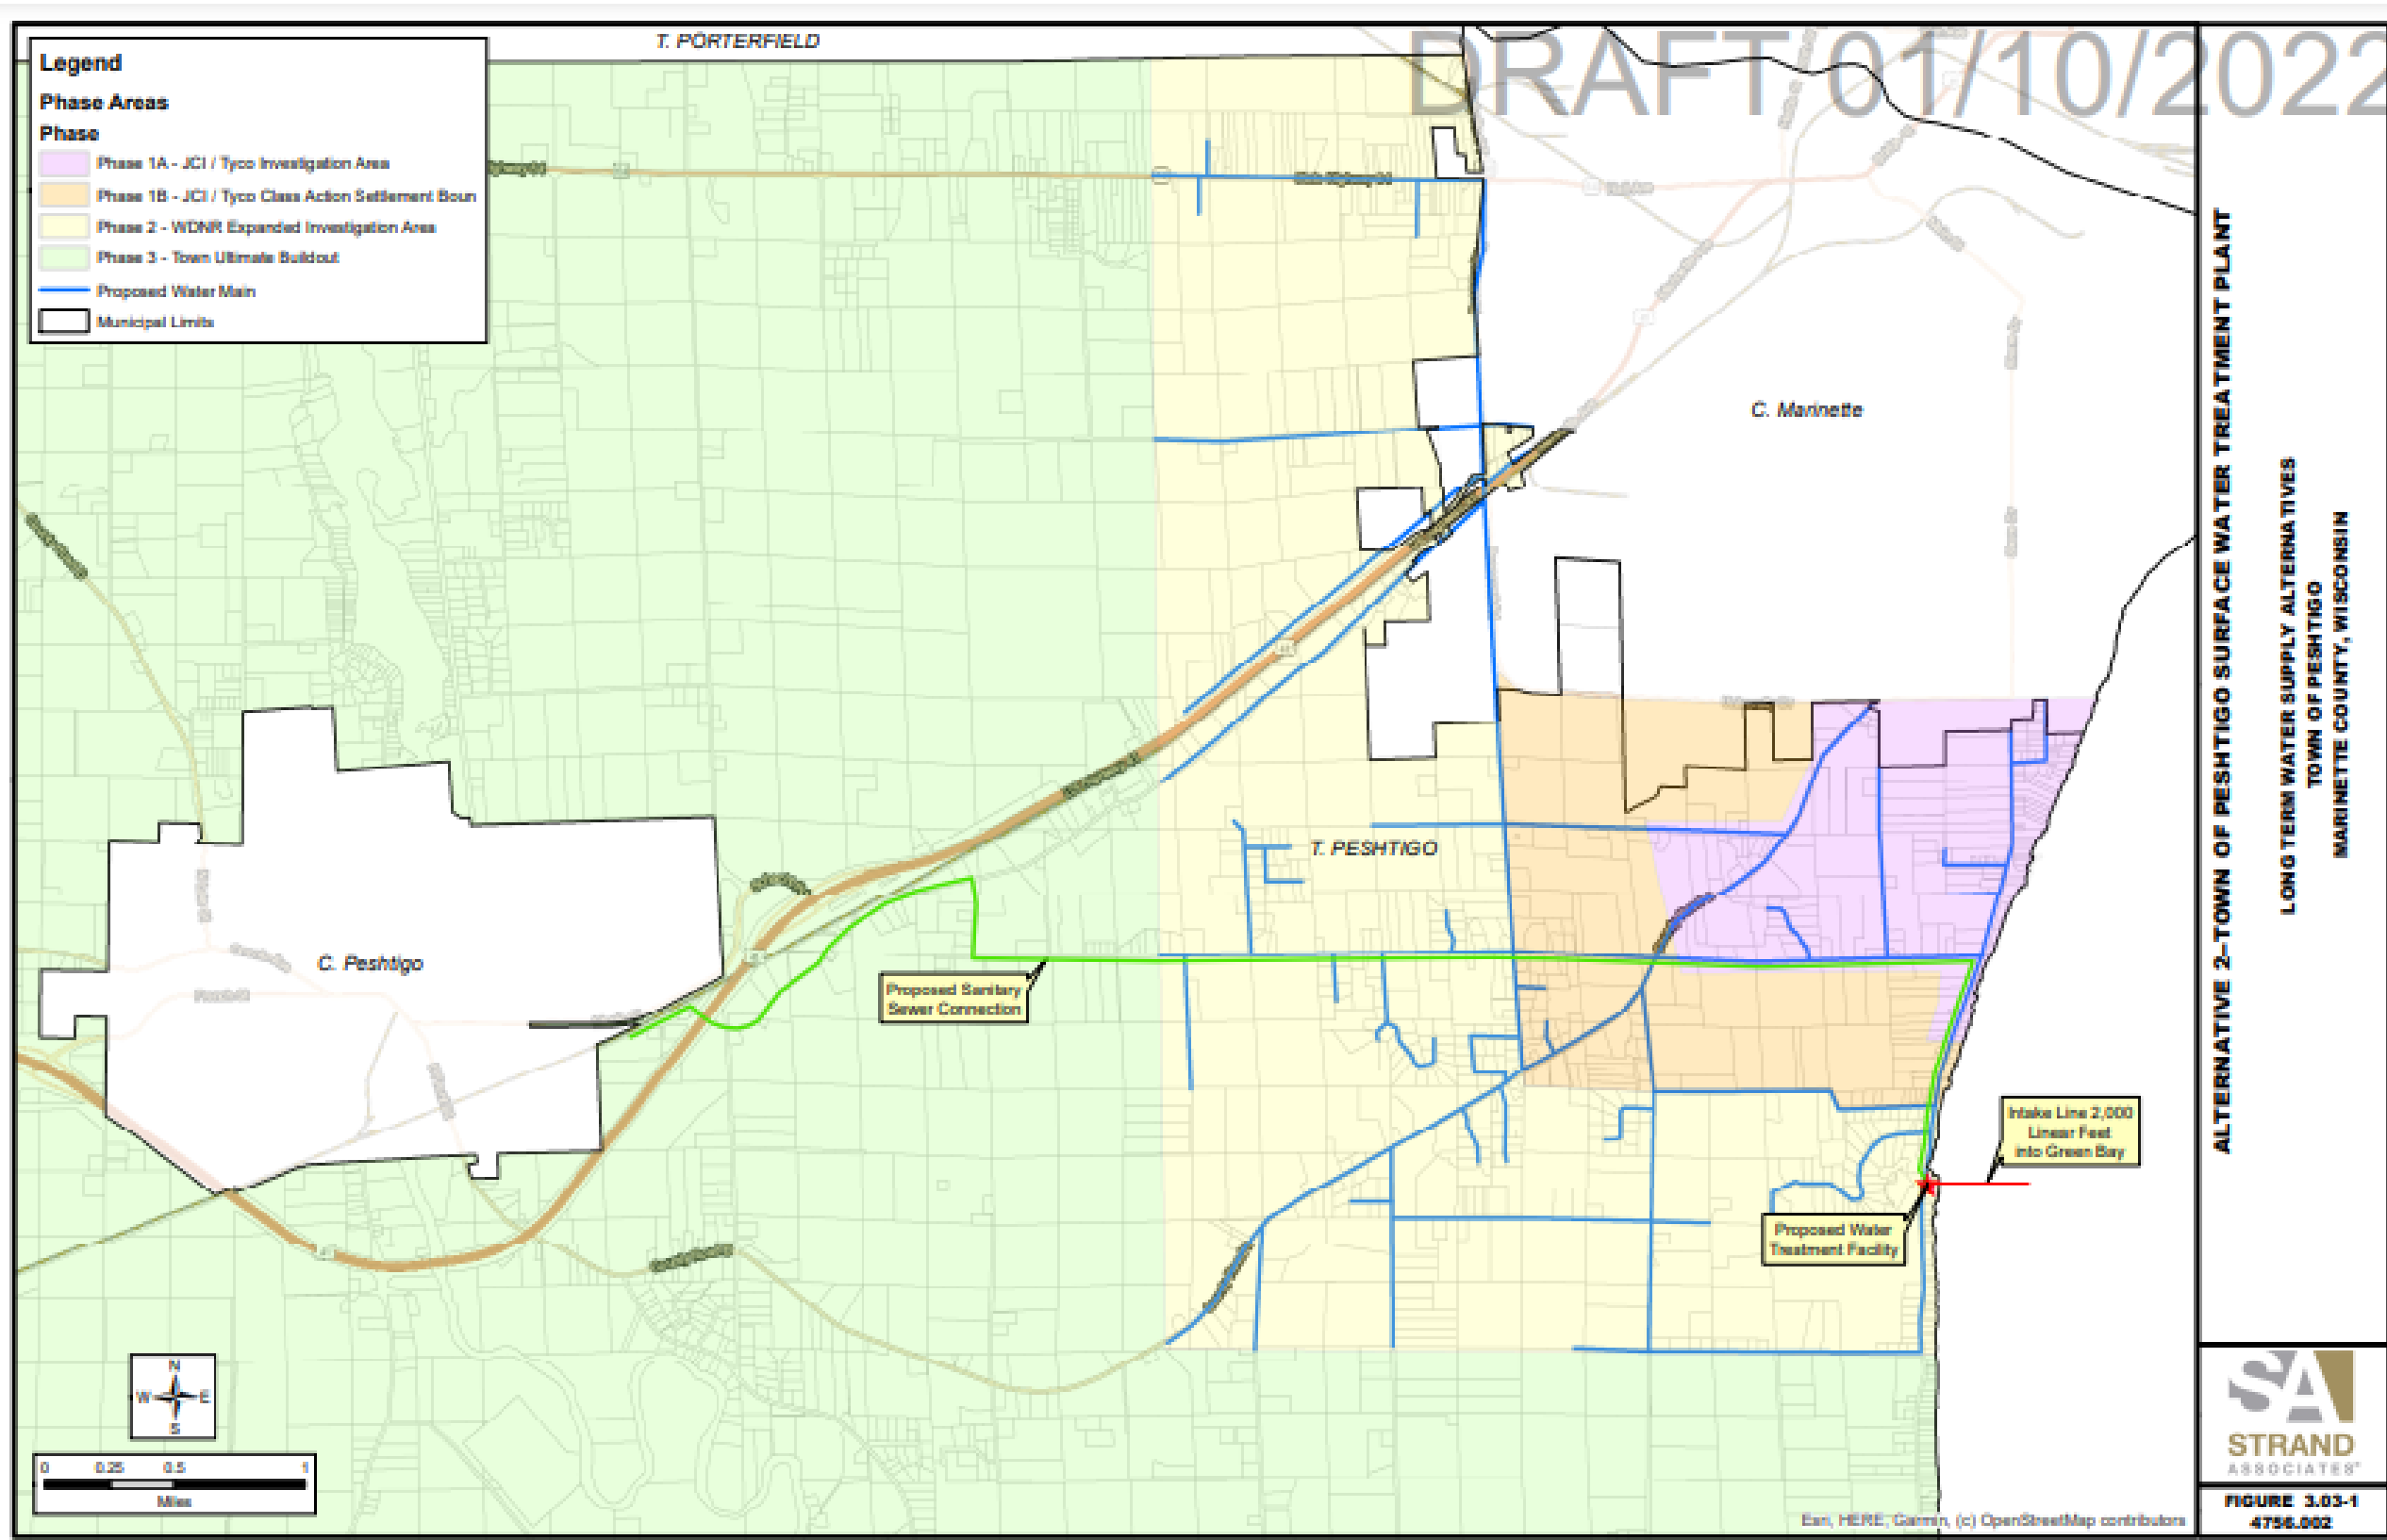 T. PORTERFIELD
DRAFT 01/10/2022
Legend
Phase Areas
Phase
Phase 1A - JCI / Tyco Investigation Area
Phase 1B - JCI / Tyco Class Action Settlement Boun
Phase 2 - WDNR Expanded Investigation Area
Phase 3 - Town Ultimate Buildout
Proposed Water Main
Municipal Limits
C. Marinette
T. PESHTIGO
C. Peshtigo
Proposed Sanitary
Sewer Connection
Intake Line 2,000
Linear Feet
into Green Bay
Proposed Water
Treatment Facility
N
W E
S
0 0.25 0.5 1
Miles
Esri, HERE, Garmin, (c) OpenStreetMap contributors
ALTERNATIVE 2–TOWN OF PESHTIGO SURFACE WATER TREATMENT PLANT
LONG TERM WATER SUPPLY ALTERNATIVES
TOWN OF PESHTIGO
MARINETTE COUNTY, WISCONSIN
SA
STRAND
ASSOCIATES®
FIGURE 3.03-1
4756.002